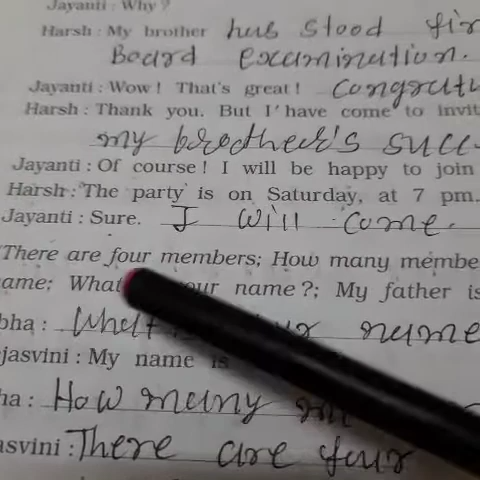 Jayanti : Why?
Harsh : My brother has stood
Board examination.
Jayanti : Wow! That's great!
Harsh : Thank you. But I have come to
my brother's
Jayanti : Of course! I will be happy to join
Harsh : The party is on Saturday, at 7 pm.
Jayanti : Sure. I will come.
There are four members; How many
What your name?; My father is
name
My name is
How many
There are four